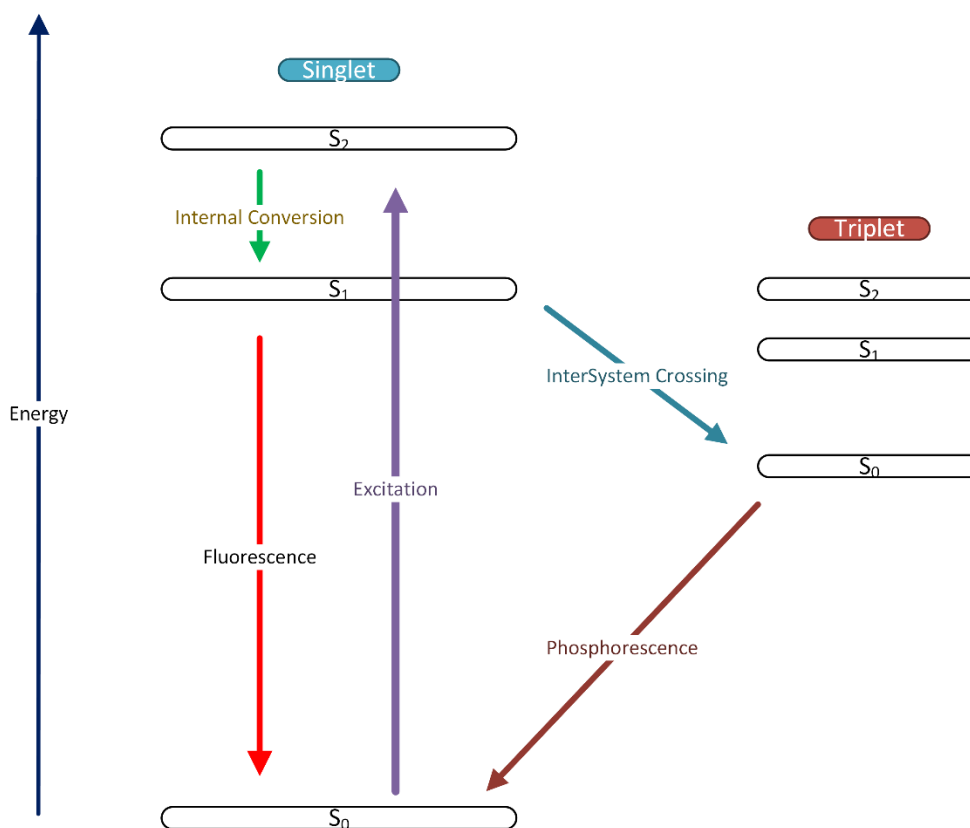 Singlet
S₂
Internal Conversion
Triplet
S₁
S₂
S₁
InterSystem Crossing
Energy
S₀
Excitation
Fluorescence
Phosphorescence
S₀